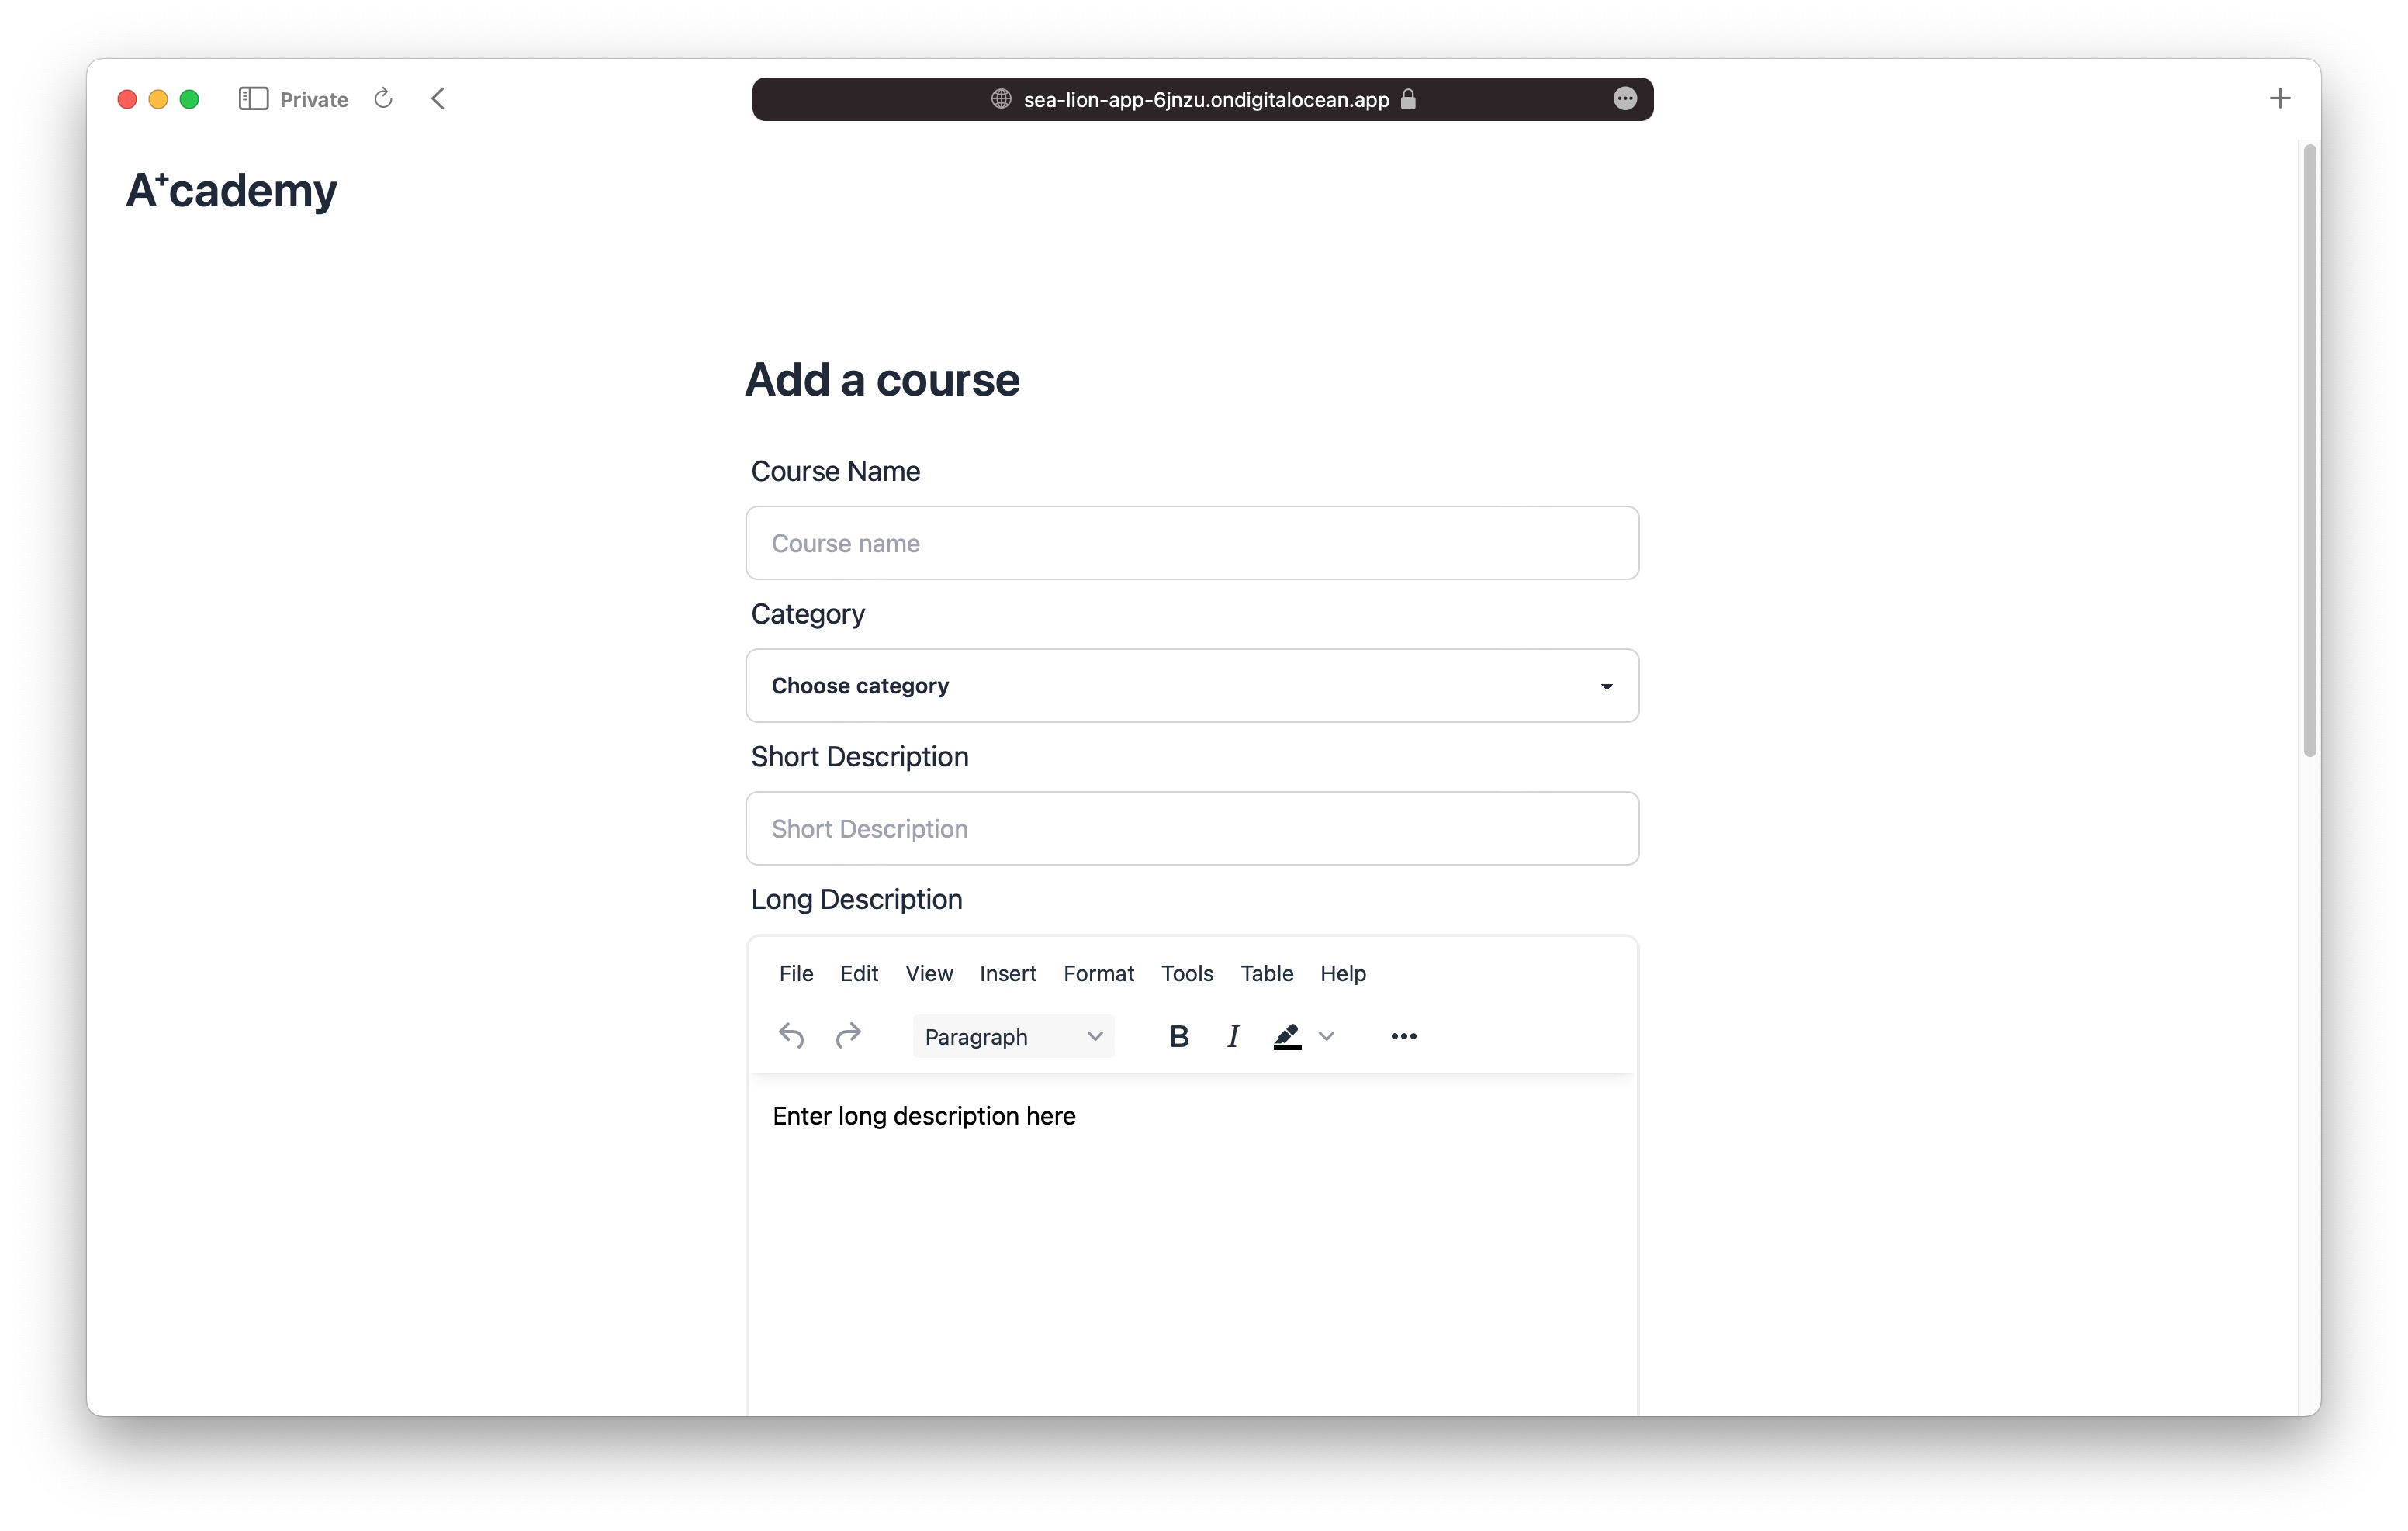 Private
sea-lion-app-6jnzu.ondigitalocean.app
A⁺cademy
Add a course
Course Name
Course name
Category
Choose category
Short Description
Short Description
Long Description
File Edit View Insert Format Tools Table Help
Paragraph B I
Enter long description here